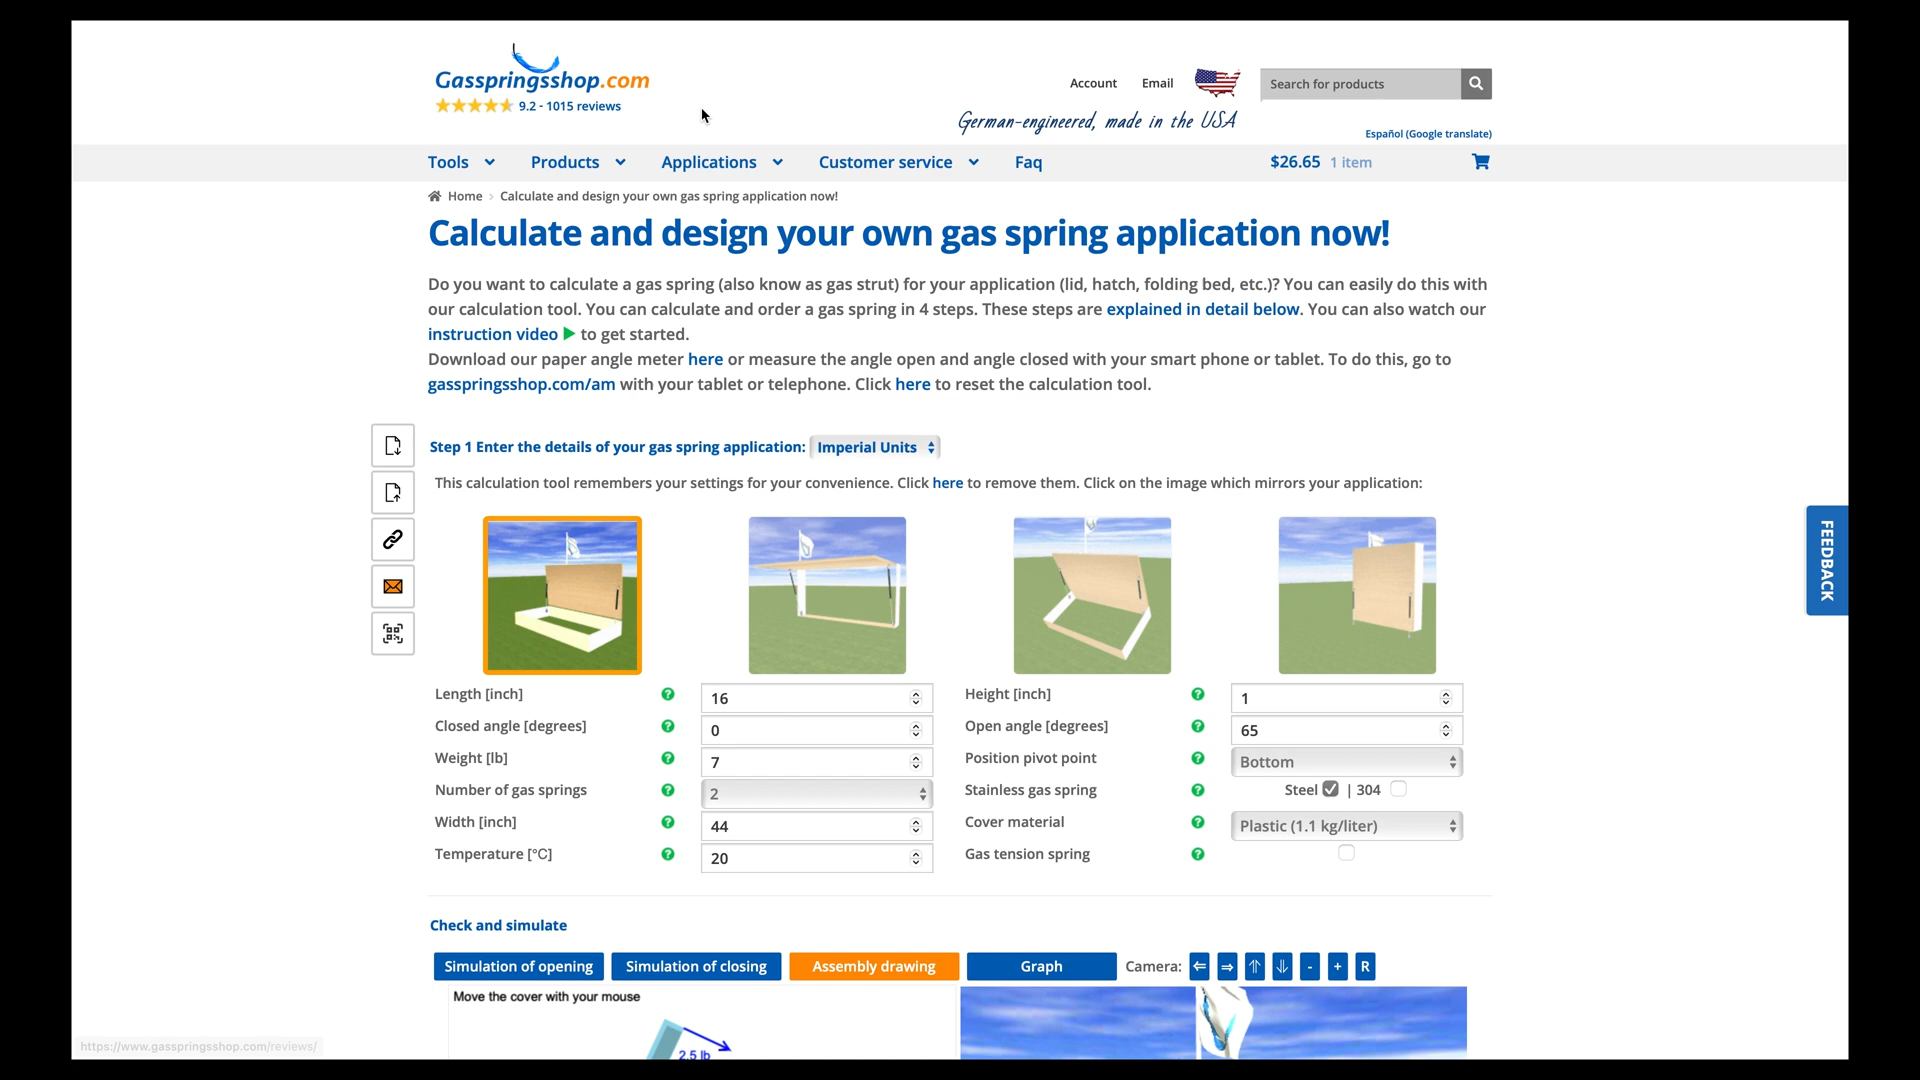 Gasspringsshop.com
9.2 - 1015 reviews
Account Email
Search for products
German-engineered, made in the USA
Español (Google translate)
Tools Products Applications Customer service Faq $26.65 1 item
Home › Calculate and design your own gas spring application now!
Calculate and design your own gas spring application now!
Do you want to calculate a gas spring (also know as gas strut) for your application (lid, hatch, folding bed, etc.)? You can easily do this with
our calculation tool. You can calculate and order a gas spring in 4 steps. These steps are explained in detail below. You can also watch our
instruction video to get started.
Download our paper angle meter here or measure the angle open and angle closed with your smart phone or tablet. To do this, go to
gasspringsshop.com/am with your tablet or telephone. Click here to reset the calculation tool.
Step 1 Enter the details of your gas spring application: Imperial Units
This calculation tool remembers your settings for your convenience. Click here to remove them. Click on the image which mirrors your application:
FEEDBACK
Length [inch] ? 16 Height [inch] ? 1
Closed angle [degrees] ? 0 Open angle [degrees] ? 65
Weight [lb] ? 7 Position pivot point ? Bottom
Number of gas springs ? 2 Stainless gas spring ? Steel | 304
Width [inch] ? 44 Cover material ? Plastic (1.1 kg/liter)
Temperature [°C] ? 20 Gas tension spring ?
Check and simulate
Simulation of opening Simulation of closing Assembly drawing Graph Camera: ⇐ ⇒ ⇑ ⇓ - + R
Move the cover with your mouse
2.5 lb
https://www.gasspringsshop.com/reviews/